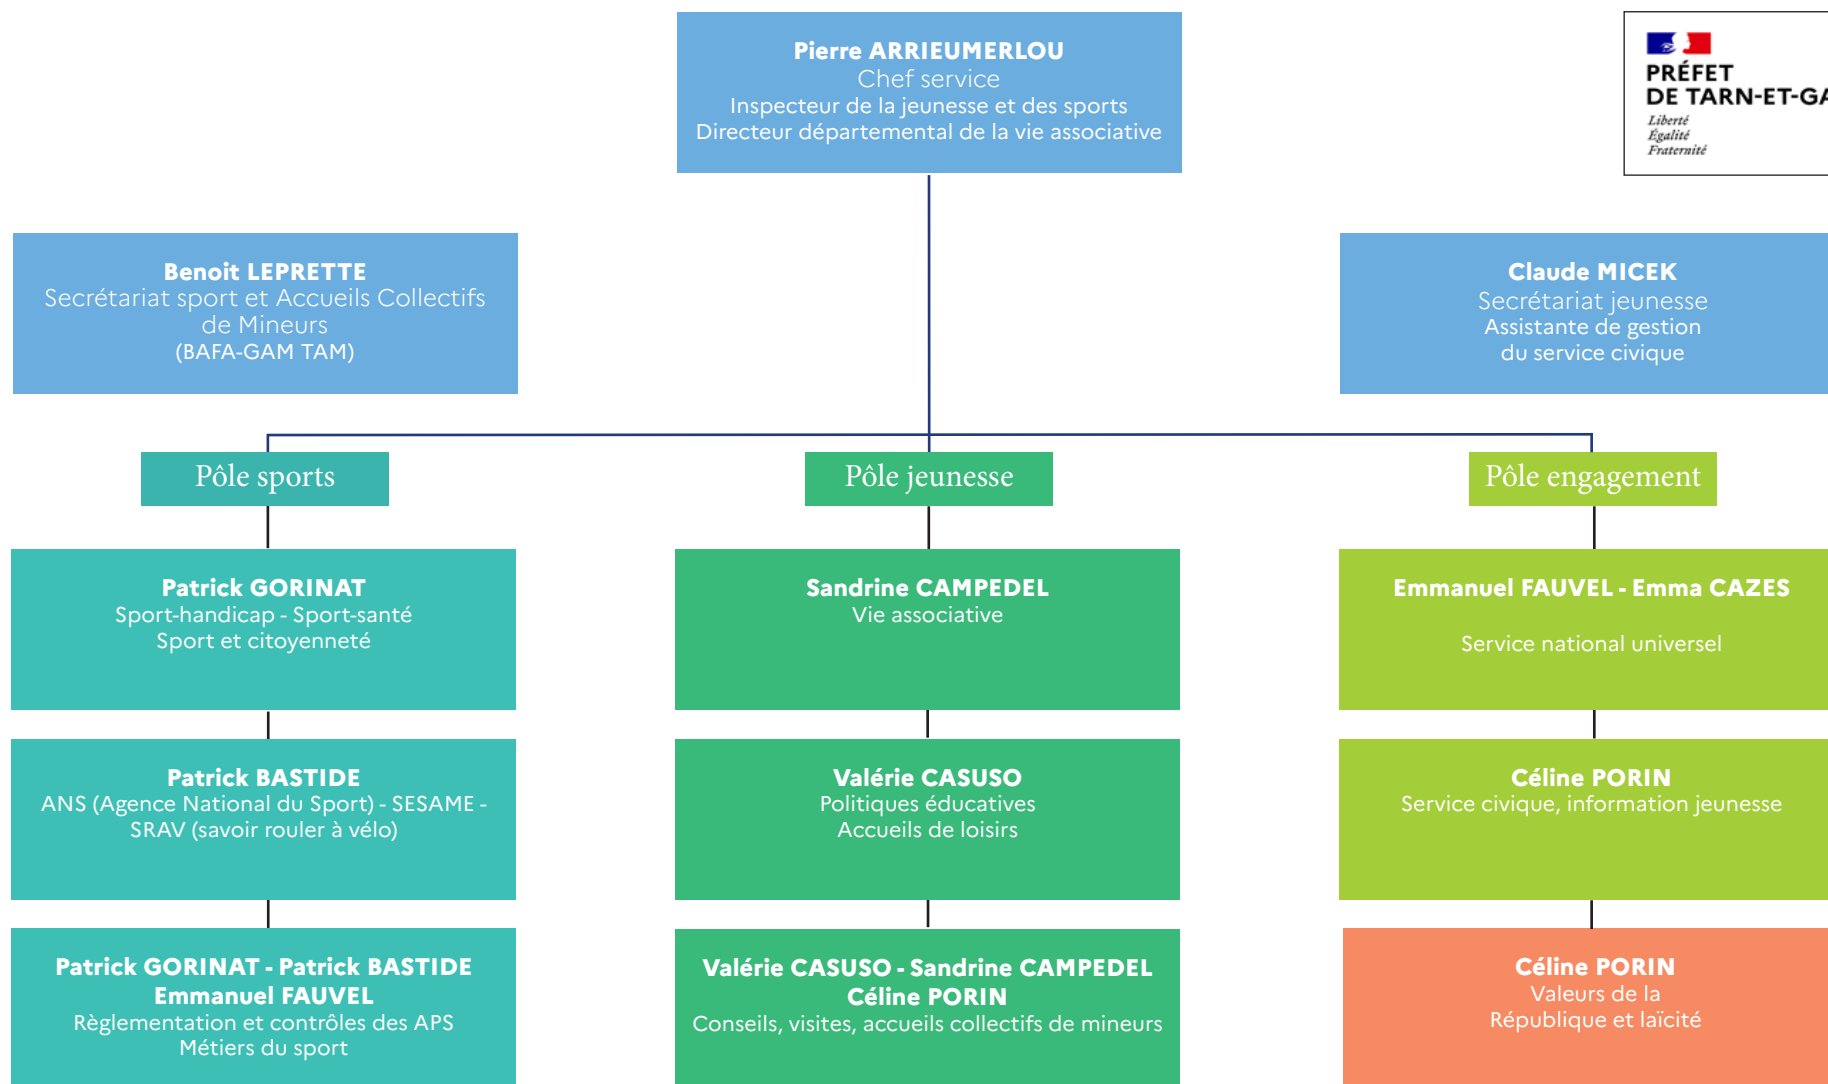 Pierre ARRIEUMERLOU
Chef service
Inspecteur de la jeunesse et des sports
Directeur départemental de la vie associative
PRÉFET
DE TARN-ET-GA
Liberté
Égalité
Fraternité
Benoit LEPRETTE
Secrétariat sport et Accueils Collectifs
de Mineurs
(BAFA-GAM TAM)
Claude MICEK
Secrétariat jeunesse
Assistante de gestion
du service civique
Pôle sports
Pôle jeunesse
Pôle engagement
Patrick GORINAT
Sport-handicap - Sport-santé
Sport et citoyenneté
Sandrine CAMPEDEL
Vie associative
Emmanuel FAUVEL - Emma CAZES
Service national universel
Patrick BASTIDE
ANS (Agence National du Sport) - SESAME -
SRAV (savoir rouler à vélo)
Valérie CASUSO
Politiques éducatives
Accueils de loisirs
Céline PORIN
Service civique, information jeunesse
Patrick GORINAT - Patrick BASTIDE
Emmanuel FAUVEL
Règlementation et contrôles des APS
Métiers du sport
Valérie CASUSO - Sandrine CAMPEDEL
Céline PORIN
Conseils, visites, accueils collectifs de mineurs
Céline PORIN
Valeurs de la
République et laïcité